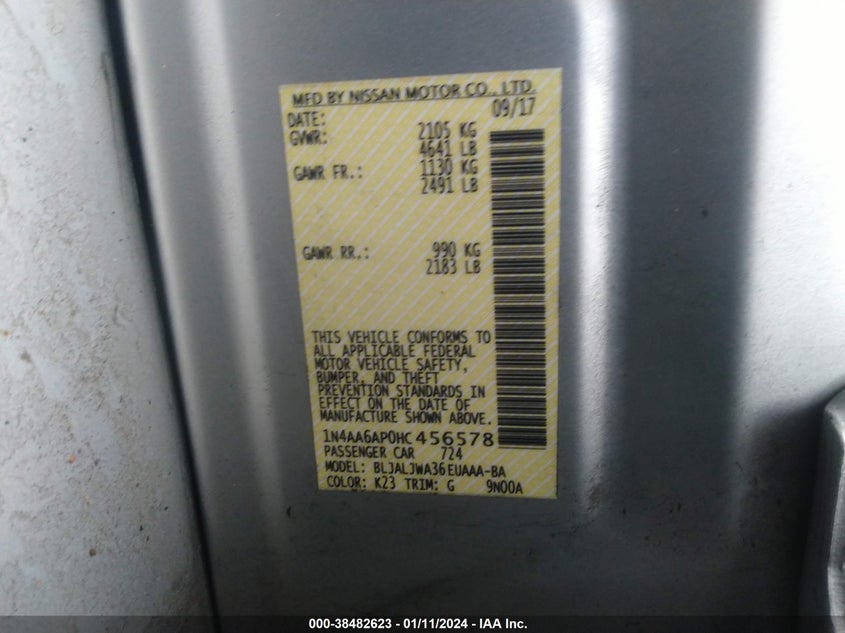 MFD BY NISSAN MOTOR CO., LTD.
DATE: 09/17
GVWR: 2105 KG
4641 LB
GAWR FR.: 1130 KG
2491 LB
GAWR RR.: 990 KG
2183 LB
THIS VEHICLE CONFORMS TO
ALL APPLICABLE FEDERAL
MOTOR VEHICLE SAFETY,
BUMPER, AND THEFT
PREVENTION STANDARDS IN
EFFECT ON THE DATE OF
MANUFACTURE SHOWN ABOVE.
1N4AA6AP0HC456578
PASSENGER CAR 724
MODEL: BLJALJWA36EUAAA-BA
COLOR: K23 TRIM: G 9N00A
000-38482623 - 01/11/2024 - IAA Inc.